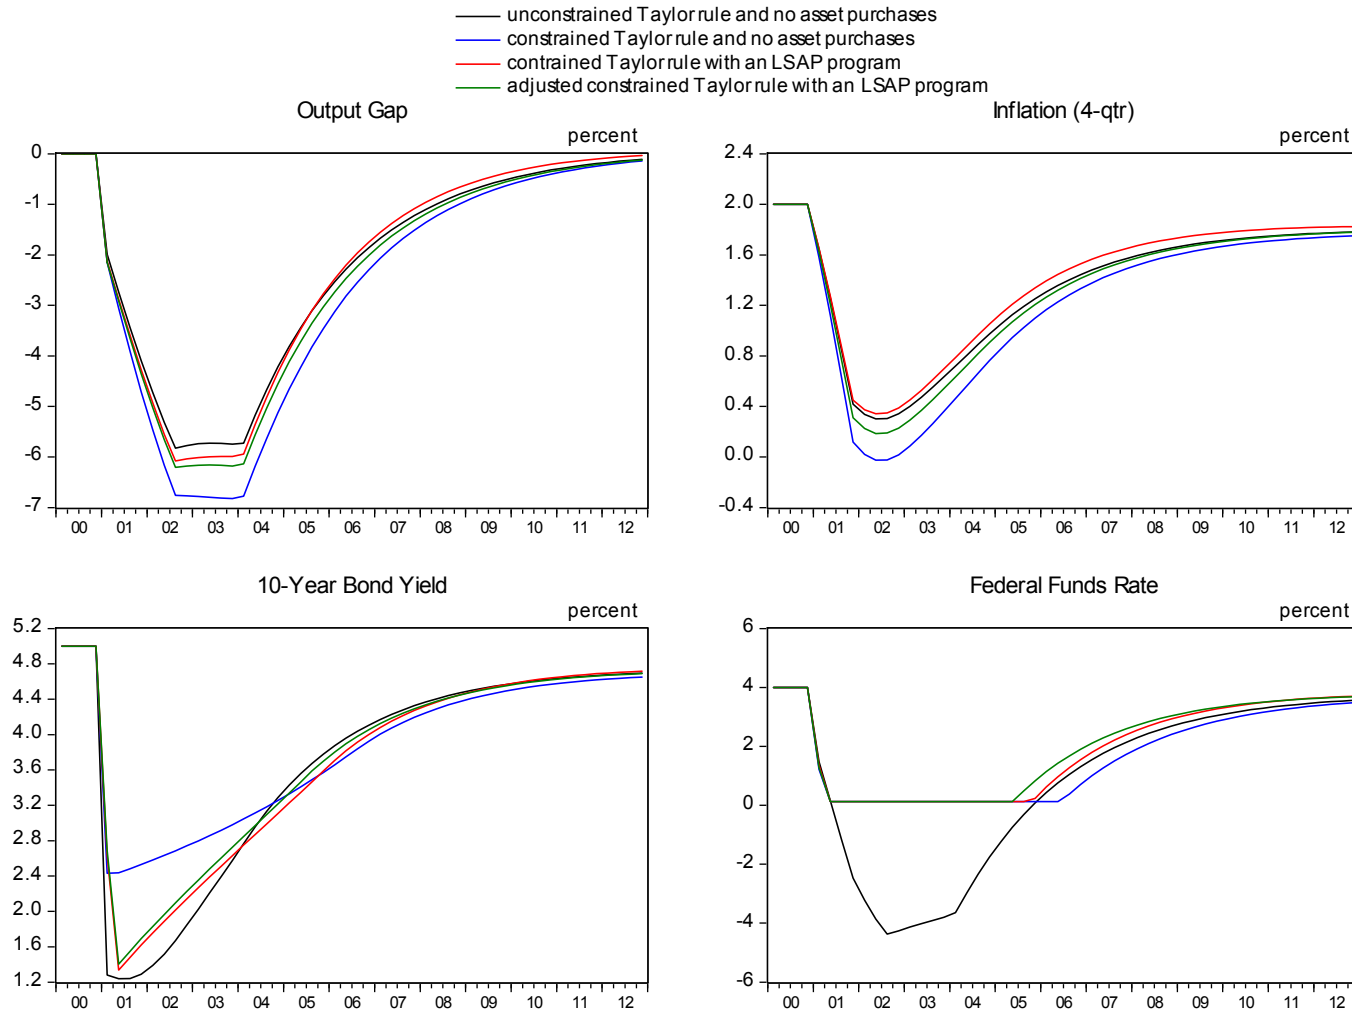 unconstrained Taylor rule and no asset purchases
constrained Taylor rule and no asset purchases
contrained Taylor rule with an LSAP program
adjusted constrained Taylor rule with an LSAP program
Output Gap
percent
0
-1
-2
-3
-4
-5
-6
-7
00 01 02 03 04 05 06 07 08 09 10 11 12
Inflation (4-qtr)
percent
2.4
2.0
1.6
1.2
0.8
0.4
0.0
-0.4
00 01 02 03 04 05 06 07 08 09 10 11 12
10-Year Bond Yield
percent
5.2
4.8
4.4
4.0
3.6
3.2
2.8
2.4
2.0
1.6
1.2
00 01 02 03 04 05 06 07 08 09 10 11 12
Federal Funds Rate
percent
6
4
2
0
-2
-4
-6
00 01 02 03 04 05 06 07 08 09 10 11 12